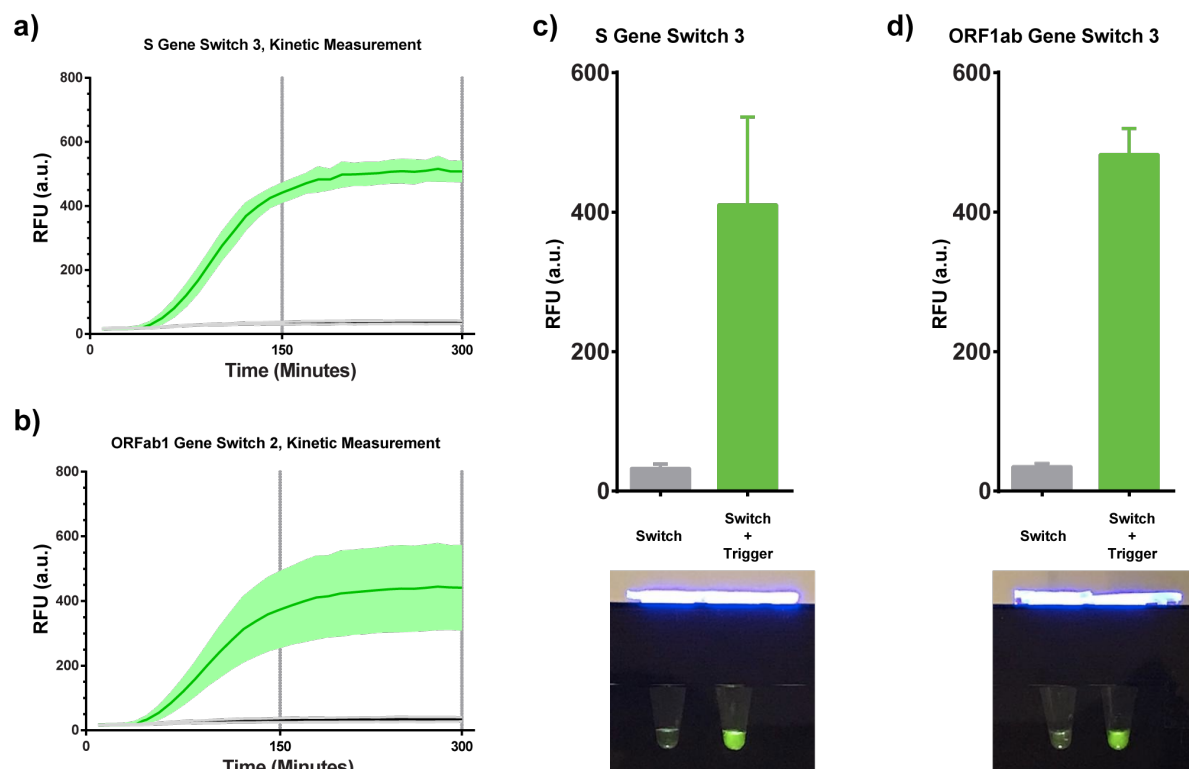 a)
S Gene Switch 3, Kinetic Measurement
800
600
400
200
0
RFU (a.u.)
0
150
300
Time (Minutes)
b)
ORFab1 Gene Switch 2, Kinetic Measurement
800
600
400
200
0
RFU (a.u.)
0
150
300
Time (Minutes)
c)
S Gene Switch 3
600
400
200
0
RFU (a.u.)
Switch
Switch
+
Trigger
d)
ORF1ab Gene Switch 3
600
400
200
0
RFU (a.u.)
Switch
Switch
+
Trigger